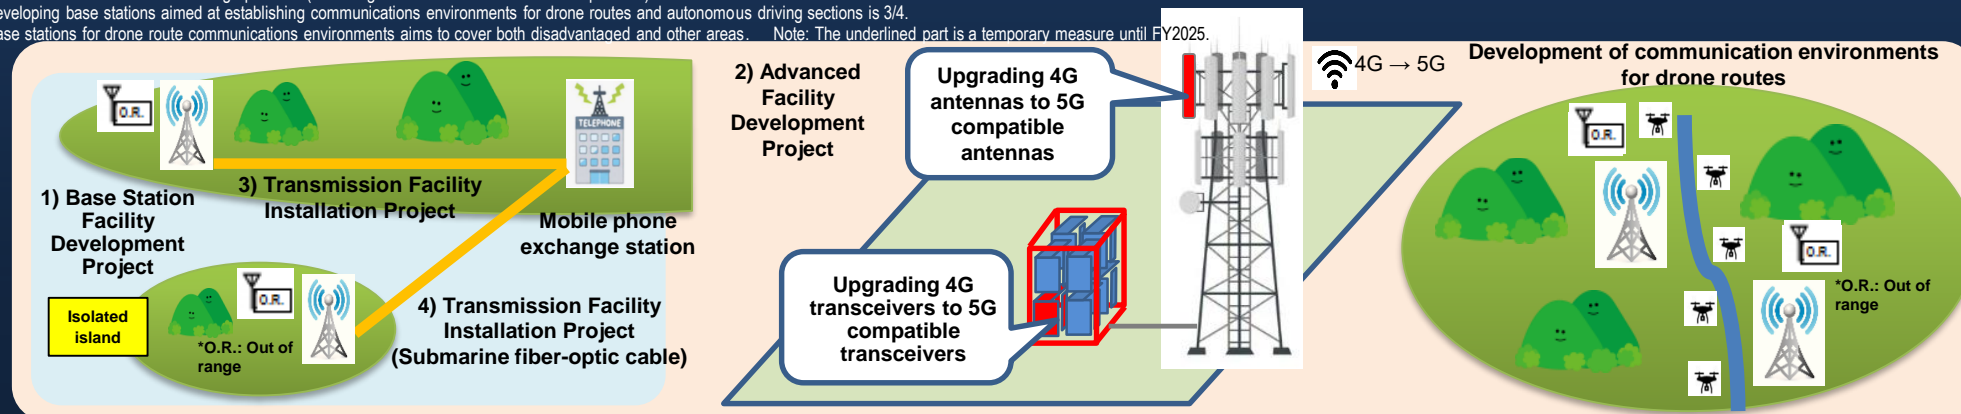 eveloping base stations aimed at establishing communications environments for drone routes and autonomous driving sections is 3/4.
ase stations for drone route communications environments aims to cover both disadvantaged and other areas. Note: The underlined part is a temporary measure until FY2025.
O.R.
TELEPHONE
1) Base Station
Facility
Development
Project
3) Transmission Facility
Installation Project
Mobile phone
exchange station
Isolated
island
O.R.
*O.R.: Out of
range
4) Transmission Facility
Installation Project
(Submarine fiber-optic cable)
2) Advanced
Facility
Development
Project
Upgrading 4G
antennas to 5G
compatible
antennas
Upgrading 4G
transceivers to 5G
compatible
transceivers
4G → 5G
Development of communication environments
for drone routes
O.R.
O.R.
*O.R.: Out of
range